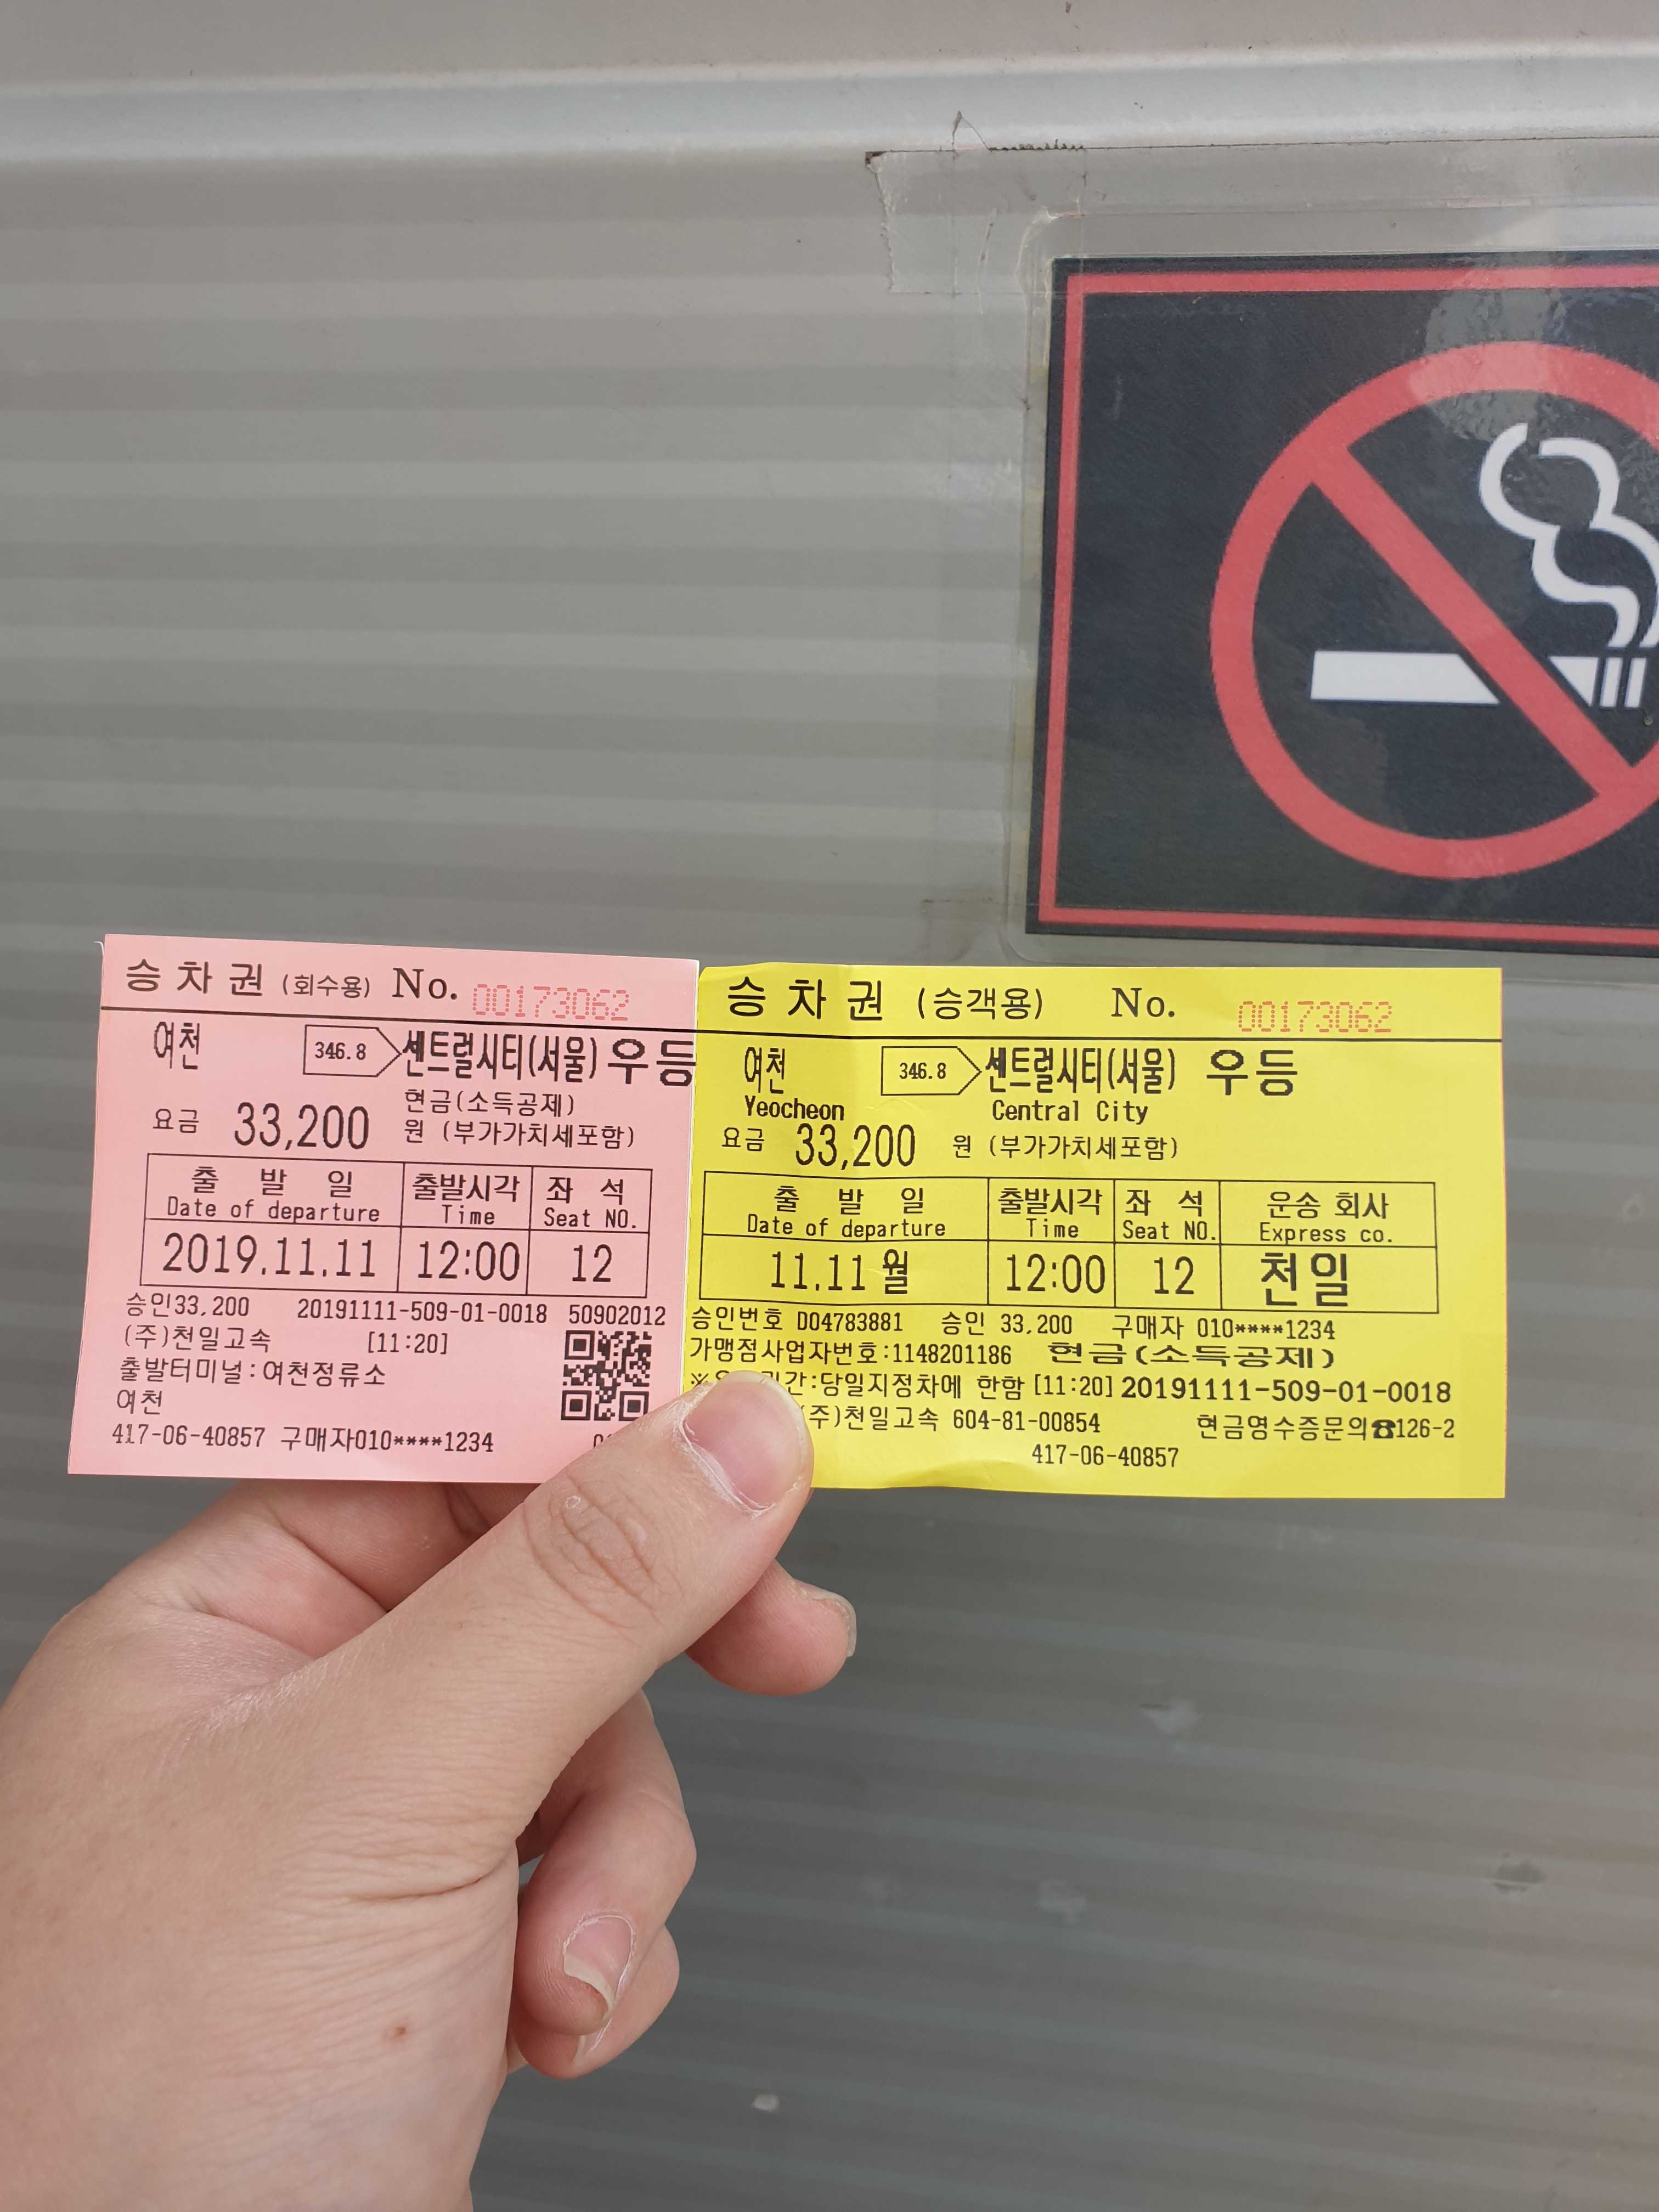 승차권 (회수용) No. 00173062
여천 346.8 센트럴시티(서울) 우등
현금(소득공제)
요금 33,200 원 (부가가치세포함)
출발일 출발시각 좌석
Date of departure Time Seat NO.
2019.11.11 12:00 12
승인33,200 20191111-509-01-0018 50902012
(주)천일고속 [11:20]
출발터미널:여천정류소
여천
417-06-40857 구매자010****1234
승차권 (승객용) No. 00173062
여천 346.8 센트럴시티(서울) 우등
Yeocheon Central City
요금 33,200 원 (부가가치세포함)
출발일 출발시각 좌석 운송회사
Date of departure Time Seat NO. Express co.
11.11 월 12:00 12 천일
승인번호 D04783881 승인 33,200 구매자 010****1234
가맹점사업자번호:1148201186 현금(소득공제)
※ :당일지정차에 한함 [11:20] 20191111-509-01-0018
(주)천일고속 604-81-00854 현금영수증문의☎126-2
417-06-40857